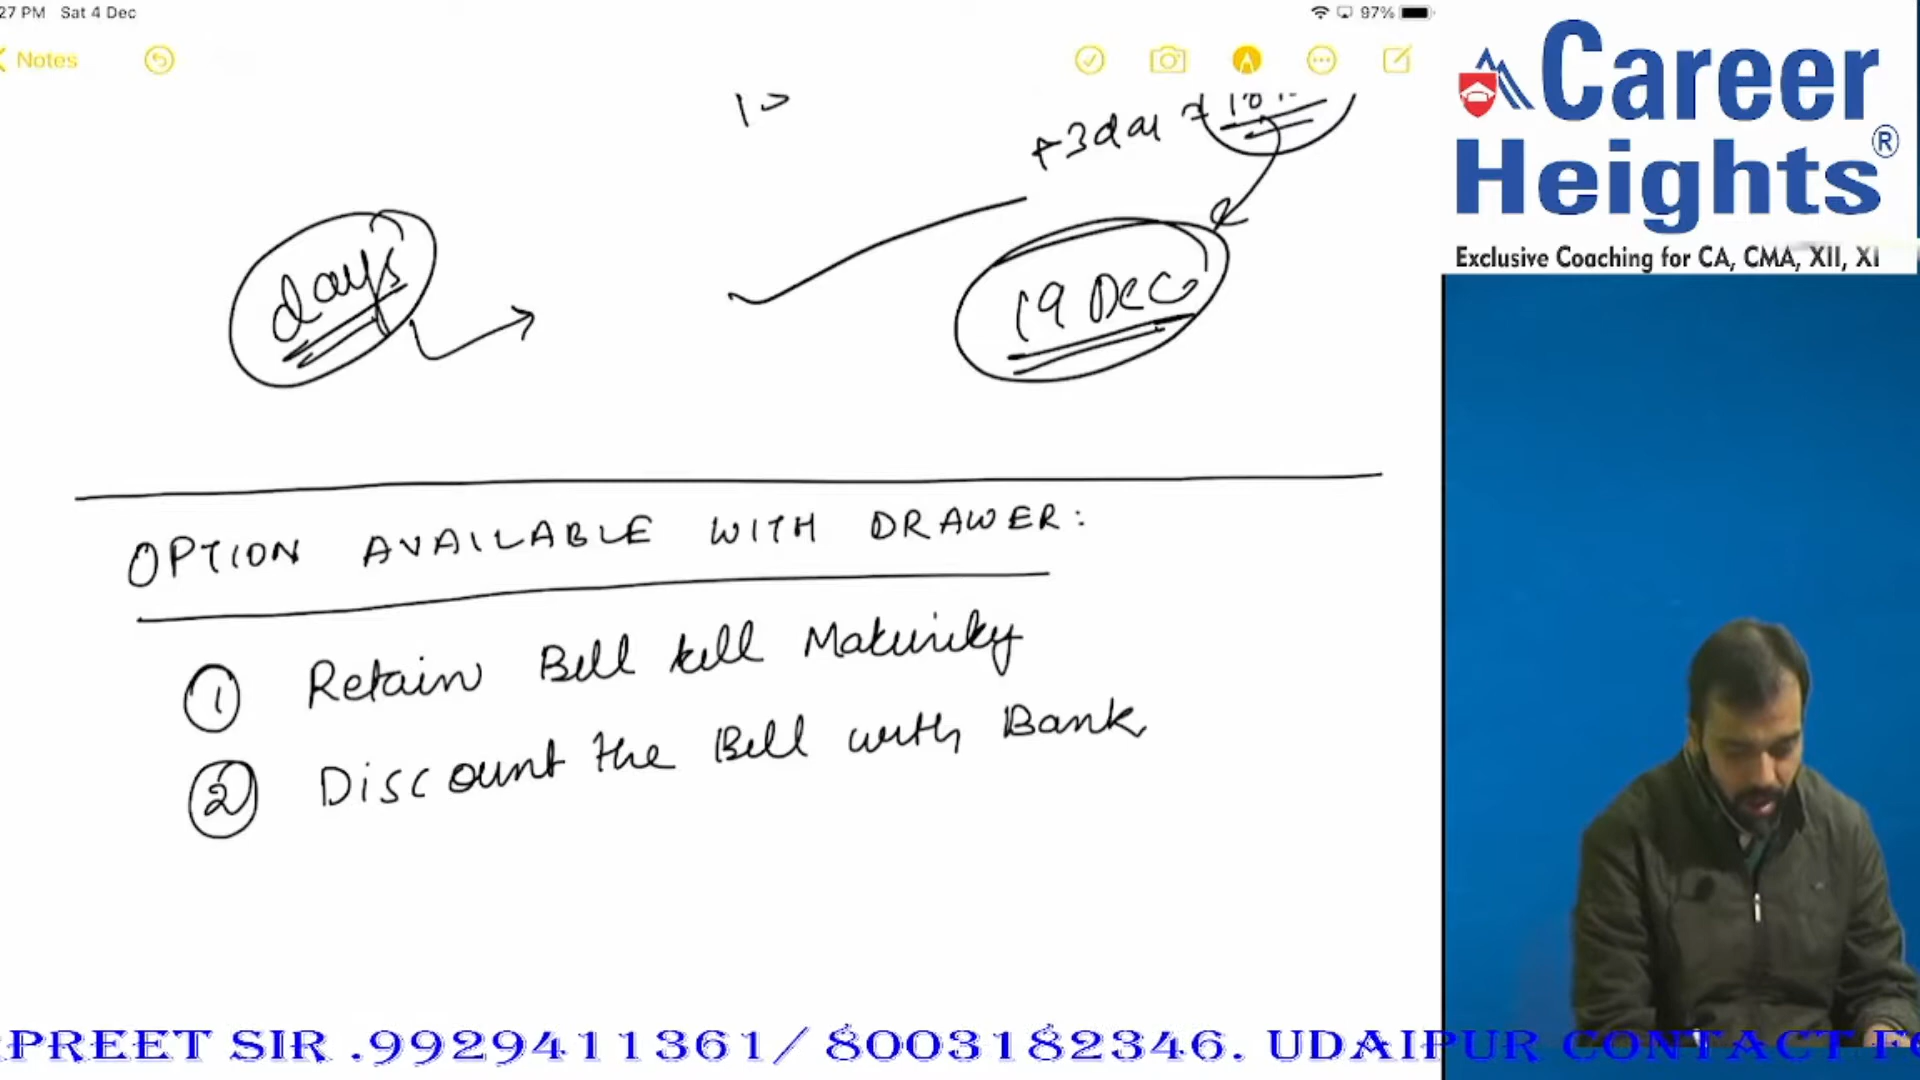 27 PM Sat 4 Dec
97%
Notes
+3
days
19 Dec
OPTION AVAILABLE WITH DRAWER:
1 Retain Bill till Maturity
2 Discount the Bill with Bank
Career
Heights®
Exclusive Coaching for CA, CMA, XII, XI
PREET SIR .9929411361/ 8003182346. UDAIPUR CONTACT F